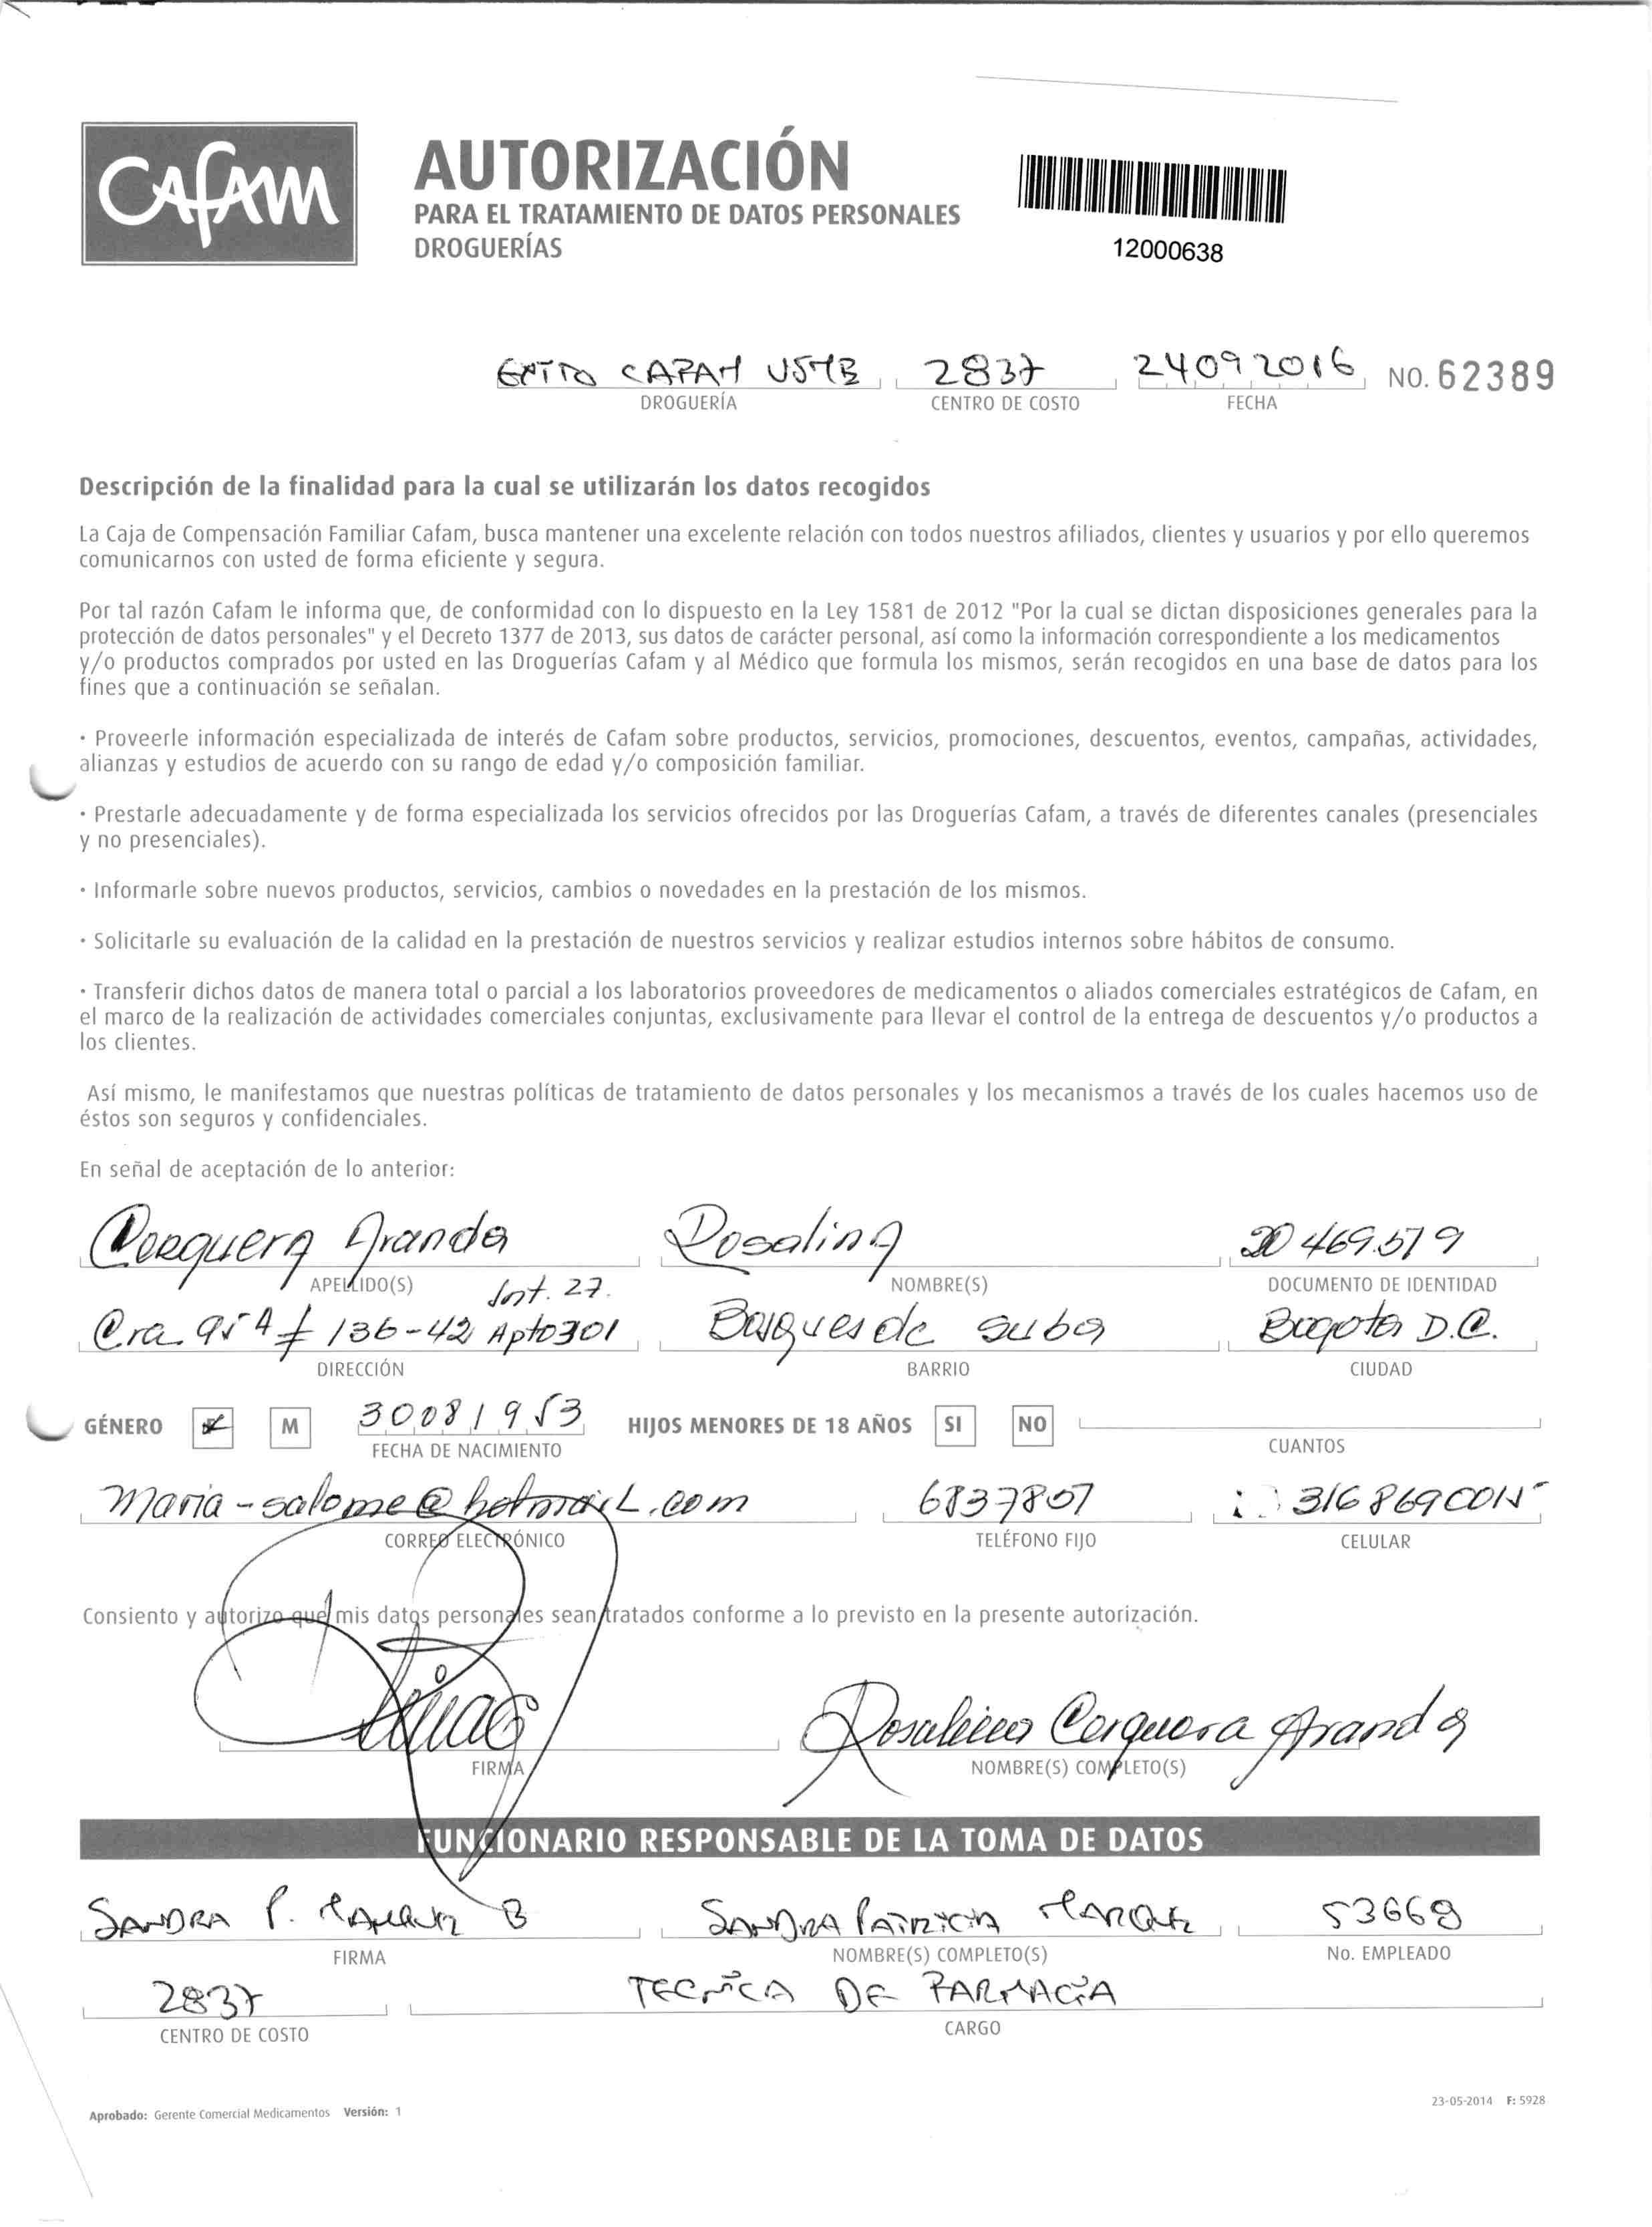 CAFAM
AUTORIZACIÓN
PARA EL TRATAMIENTO DE DATOS PERSONALES
DROGUERÍAS
12000638
CAFAM 2837 24092016 NO. 62389
DROGUERÍA CENTRO DE COSTO FECHA
Descripción de la finalidad para la cual se utilizarán los datos recogidos
La Caja de Compensación Familiar Cafam, busca mantener una excelente relación con todos nuestros afiliados, clientes y usuarios y por ello queremos
comunicarnos con usted de forma eficiente y segura.
Por tal razón Cafam le informa que, de conformidad con lo dispuesto en la Ley 1581 de 2012 "Por la cual se dictan disposiciones generales para la
protección de datos personales" y el Decreto 1377 de 2013, sus datos de carácter personal, así como la información correspondiente a los medicamentos
y/o productos comprados por usted en las Droguerías Cafam y al Médico que formula los mismos, serán recogidos en una base de datos para los
fines que a continuación se señalan.
· Proveerle información especializada de interés de Cafam sobre productos, servicios, promociones, descuentos, eventos, campañas, actividades,
alianzas y estudios de acuerdo con su rango de edad y/o composición familiar.
· Prestarle adecuadamente y de forma especializada los servicios ofrecidos por las Droguerías Cafam, a través de diferentes canales (presenciales
y no presenciales).
· Informarle sobre nuevos productos, servicios, cambios o novedades en la prestación de los mismos.
· Solicitarle su evaluación de la calidad en la prestación de nuestros servicios y realizar estudios internos sobre hábitos de consumo.
· Transferir dichos datos de manera total o parcial a los laboratorios proveedores de medicamentos o aliados comerciales estratégicos de Cafam, en
el marco de la realización de actividades comerciales conjuntas, exclusivamente para llevar el control de la entrega de descuentos y/o productos a
los clientes.
Así mismo, le manifestamos que nuestras políticas de tratamiento de datos personales y los mecanismos a través de los cuales hacemos uso de
éstos son seguros y confidenciales.
En señal de aceptación de lo anterior:
Cerquera Aranda Rosalina 20469.579
APELLIDO(S) NOMBRE(S) DOCUMENTO DE IDENTIDAD
Int. 27.
Cra 95A # 136-42 Apto 301 Bosques de suba Bogota D.C.
DIRECCIÓN BARRIO CIUDAD
GÉNERO F M 30081953 HIJOS MENORES DE 18 AÑOS SI NO
FECHA DE NACIMIENTO CUANTOS
maria-salome@hotmail.com 6837807 3168690015
CORREO ELECTRÓNICO TELÉFONO FIJO CELULAR
Consiento y autorizo que mis datos personales sean tratados conforme a lo previsto en la presente autorización.
Rosalina Cerquera Aranda
FIRMA NOMBRE(S) COMPLETO(S)
FUNCIONARIO RESPONSABLE DE LA TOMA DE DATOS
SANDRA P. MARQUEZ B SANDRA PATRICIA MARQUEZ 53669
FIRMA NOMBRE(S) COMPLETO(S) No. EMPLEADO
2837 TECNICA DE FARMACIA
CENTRO DE COSTO CARGO
Aprobado: Gerente Comercial Medicamentos Versión: 1
23-05-2014 F: 5928